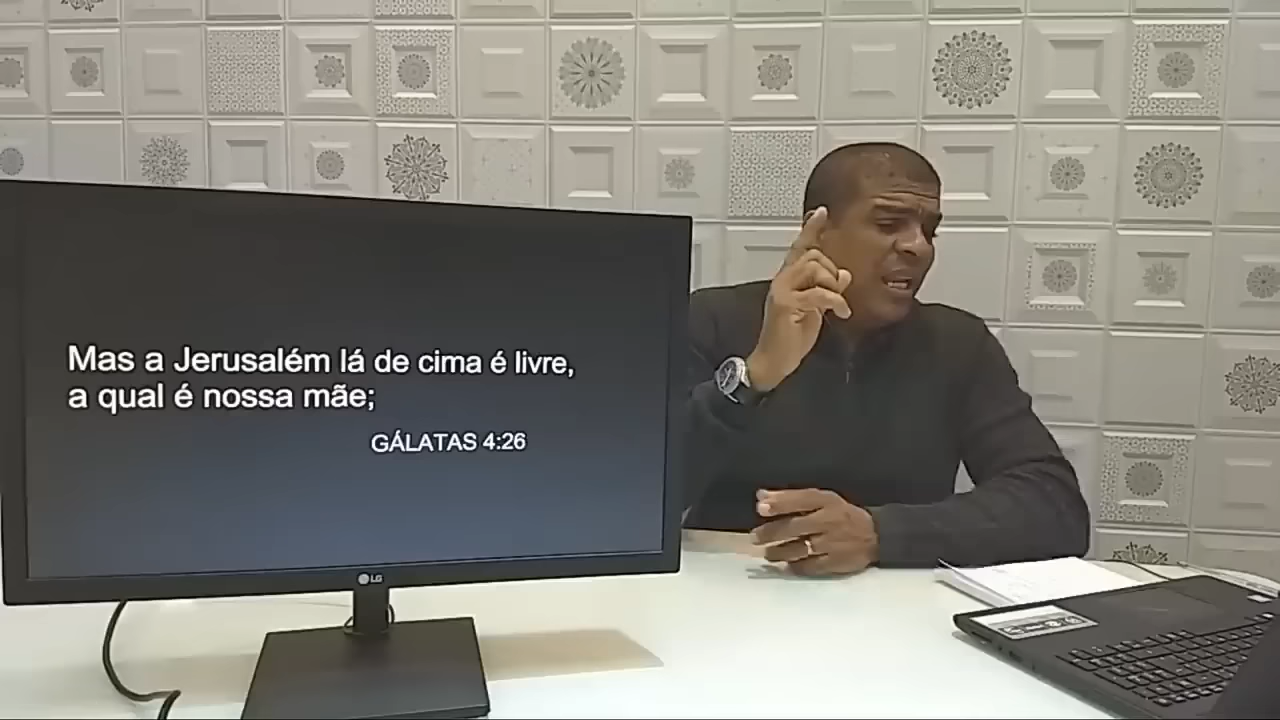 Mas a Jerusalém lá de cima é livre,
a qual é nossa mãe;
GÁLATAS 4:26
LG